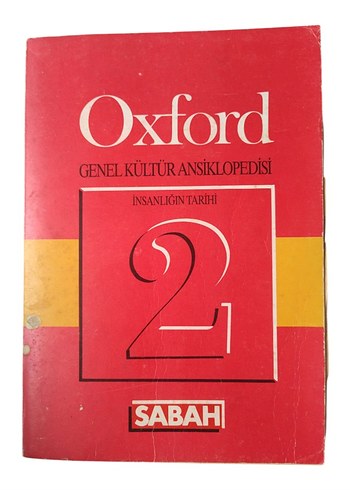 Oxford
GENEL KÜLTÜR ANSİKLOPEDİSİ
İNSANLIĞIN TARİHİ
2
SABAH